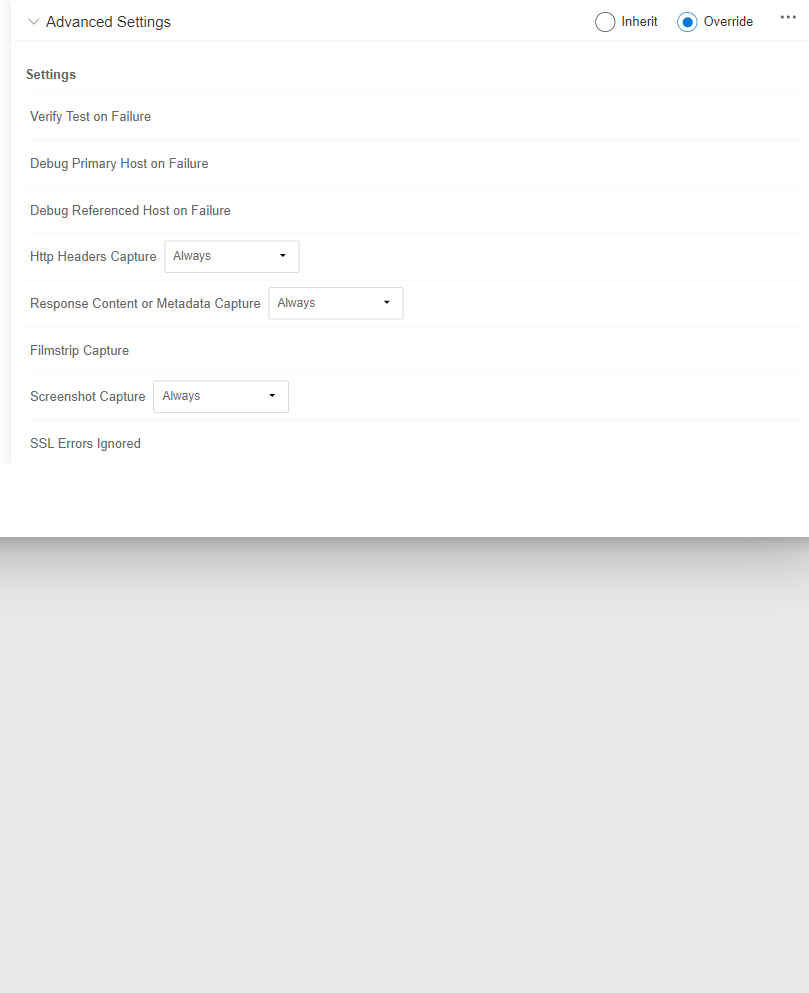 Advanced Settings Inherit Override
Settings
Verify Test on Failure
Debug Primary Host on Failure
Debug Referenced Host on Failure
Http Headers Capture Always
Response Content or Metadata Capture Always
Filmstrip Capture
Screenshot Capture Always
SSL Errors Ignored